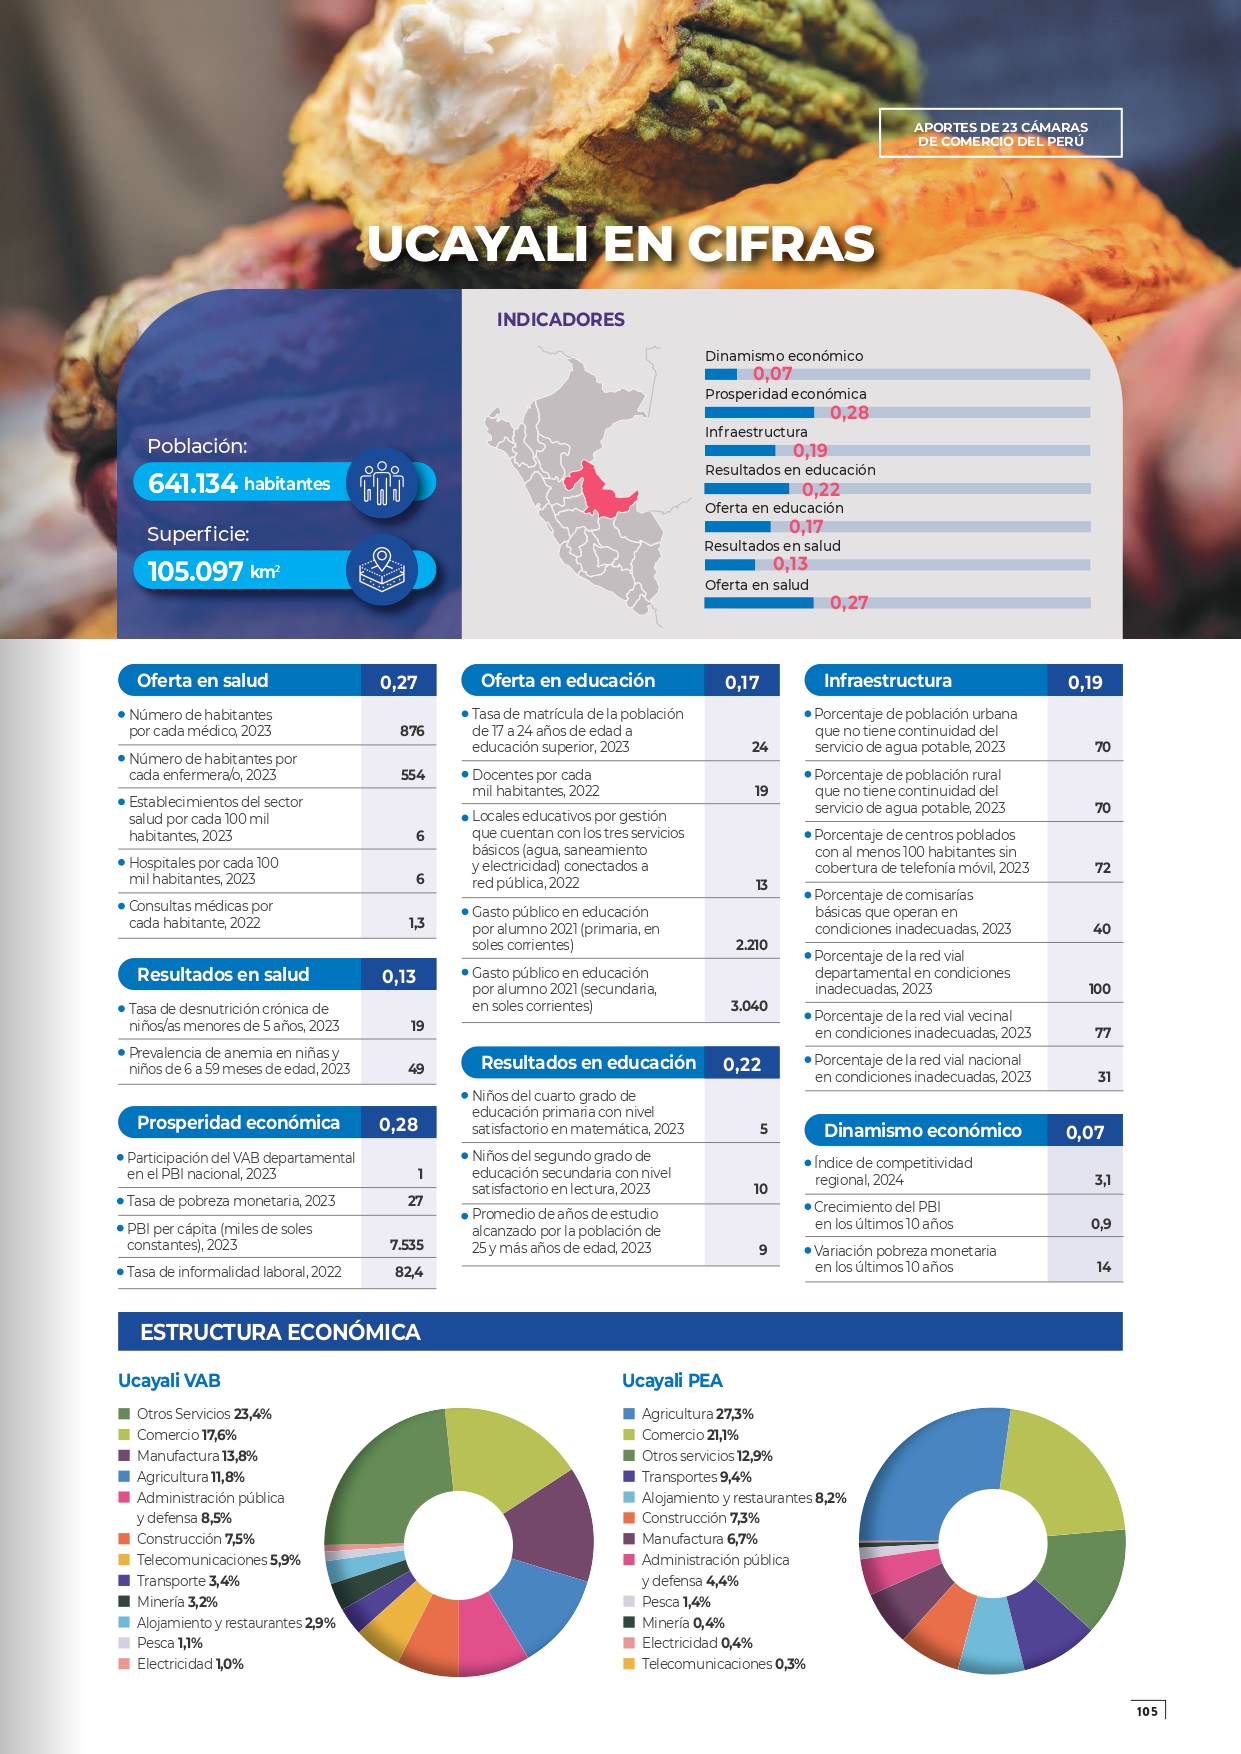 APORTES DE 23 CÁMARAS
DE COMERCIO DEL PERÚ
UCAYALI EN CIFRAS
Población:
641.134 habitantes
Superficie:
105.097 km²
INDICADORES
Dinamismo económico
0,07
Prosperidad económica
0,28
Infraestructura
0,19
Resultados en educación
0,22
Oferta en educación
0,17
Resultados en salud
0,13
Oferta en salud
0,27
Oferta en salud 0,27
Número de habitantes
por cada médico, 2023 876
Número de habitantes por
cada enfermera/o, 2023 554
Establecimientos del sector
salud por cada 100 mil
habitantes, 2023 6
Hospitales por cada 100
mil habitantes, 2023 6
Consultas médicas por
cada habitante, 2022 1,3
Resultados en salud 0,13
Tasa de desnutrición crónica de
niños/as menores de 5 años, 2023 19
Prevalencia de anemia en niñas y
niños de 6 a 59 meses de edad, 2023 49
Prosperidad económica 0,28
Participación del VAB departamental
en el PBI nacional, 2023 1
Tasa de pobreza monetaria, 2023 27
PBI per cápita (miles de soles
constantes), 2023 7.535
Tasa de informalidad laboral, 2022 82,4
Oferta en educación 0,17
Tasa de matrícula de la población
de 17 a 24 años de edad a
educación superior, 2023 24
Docentes por cada
mil habitantes, 2022 19
Locales educativos por gestión
que cuentan con los tres servicios
básicos (agua, saneamiento
y electricidad) conectados a
red pública, 2022 13
Gasto público en educación
por alumno 2021 (primaria, en
soles corrientes) 2.210
Gasto público en educación
por alumno 2021 (secundaria,
en soles corrientes) 3.040
Resultados en educación 0,22
Niños del cuarto grado de
educación primaria con nivel
satisfactorio en matemática, 2023 5
Niños del segundo grado de
educación secundaria con nivel
satisfactorio en lectura, 2023 10
Promedio de años de estudio
alcanzado por la población de
25 y más años de edad, 2023 9
Infraestructura 0,19
Porcentaje de población urbana
que no tiene continuidad del
servicio de agua potable, 2023 70
Porcentaje de población rural
que no tiene continuidad del
servicio de agua potable, 2023 70
Porcentaje de centros poblados
con al menos 100 habitantes sin
cobertura de telefonía móvil, 2023 72
Porcentaje de comisarías
básicas que operan en
condiciones inadecuadas, 2023 40
Porcentaje de la red vial
departamental en condiciones
inadecuadas, 2023 100
Porcentaje de la red vial vecinal
en condiciones inadecuadas, 2023 77
Porcentaje de la red vial nacional
en condiciones inadecuadas, 2023 31
Dinamismo económico 0,07
Índice de competitividad
regional, 2024 3,1
Crecimiento del PBI
en los últimos 10 años 0,9
Variación pobreza monetaria
en los últimos 10 años 14
ESTRUCTURA ECONÓMICA
Ucayali VAB
Otros Servicios 23,4%
Comercio 17,6%
Manufactura 13,8%
Agricultura 11,8%
Administración pública
y defensa 8,5%
Construcción 7,5%
Telecomunicaciones 5,9%
Transporte 3,4%
Minería 3,2%
Alojamiento y restaurantes 2,9%
Pesca 1,1%
Electricidad 1,0%
Ucayali PEA
Agricultura 27,3%
Comercio 21,1%
Otros servicios 12,9%
Transportes 9,4%
Alojamiento y restaurantes 8,2%
Construcción 7,3%
Manufactura 6,7%
Administración pública
y defensa 4,4%
Pesca 1,4%
Minería 0,4%
Electricidad 0,4%
Telecomunicaciones 0,3%
105